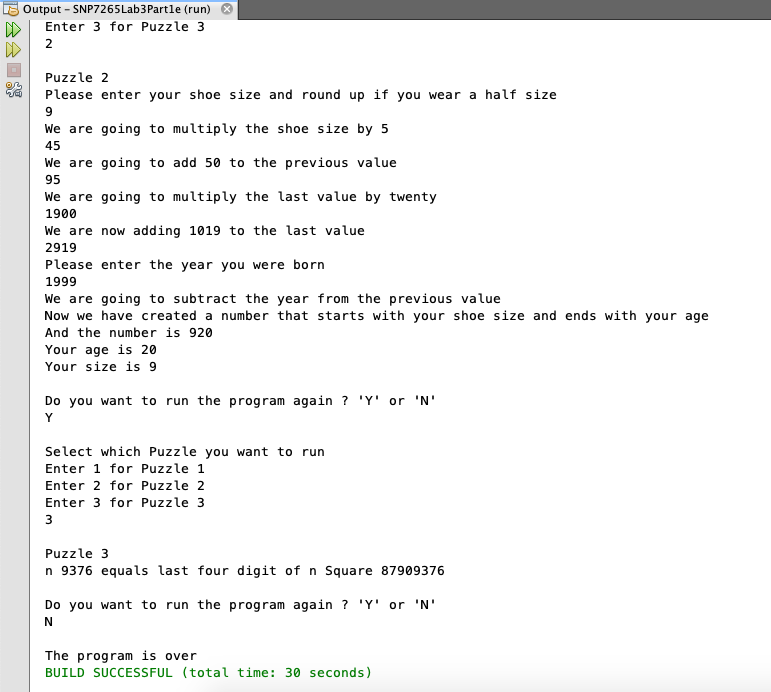 Output – SNP7265Lab3Part1e (run)
Enter 3 for Puzzle 3
2
Puzzle 2
Please enter your shoe size and round up if you wear a half size
9
We are going to multiply the shoe size by 5
45
We are going to add 50 to the previous value
95
We are going to multiply the last value by twenty
1900
We are now adding 1019 to the last value
2919
Please enter the year you were born
1999
We are going to subtract the year from the previous value
Now we have created a number that starts with your shoe size and ends with your age
And the number is 920
Your age is 20
Your size is 9
Do you want to run the program again ? 'Y' or 'N'
Y
Select which Puzzle you want to run
Enter 1 for Puzzle 1
Enter 2 for Puzzle 2
Enter 3 for Puzzle 3
3
Puzzle 3
n 9376 equals last four digit of n Square 87909376
Do you want to run the program again ? 'Y' or 'N'
N
The program is over
BUILD SUCCESSFUL (total time: 30 seconds)